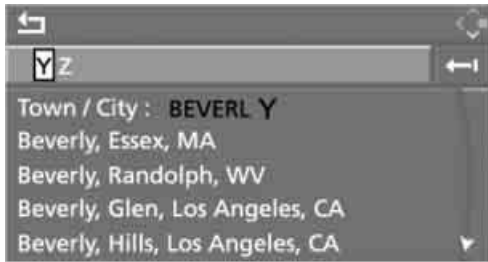 Y Z
Town / City : BEVERL Y
Beverly, Essex, MA
Beverly, Randolph, WV
Beverly, Glen, Los Angeles, CA
Beverly, Hills, Los Angeles, CA